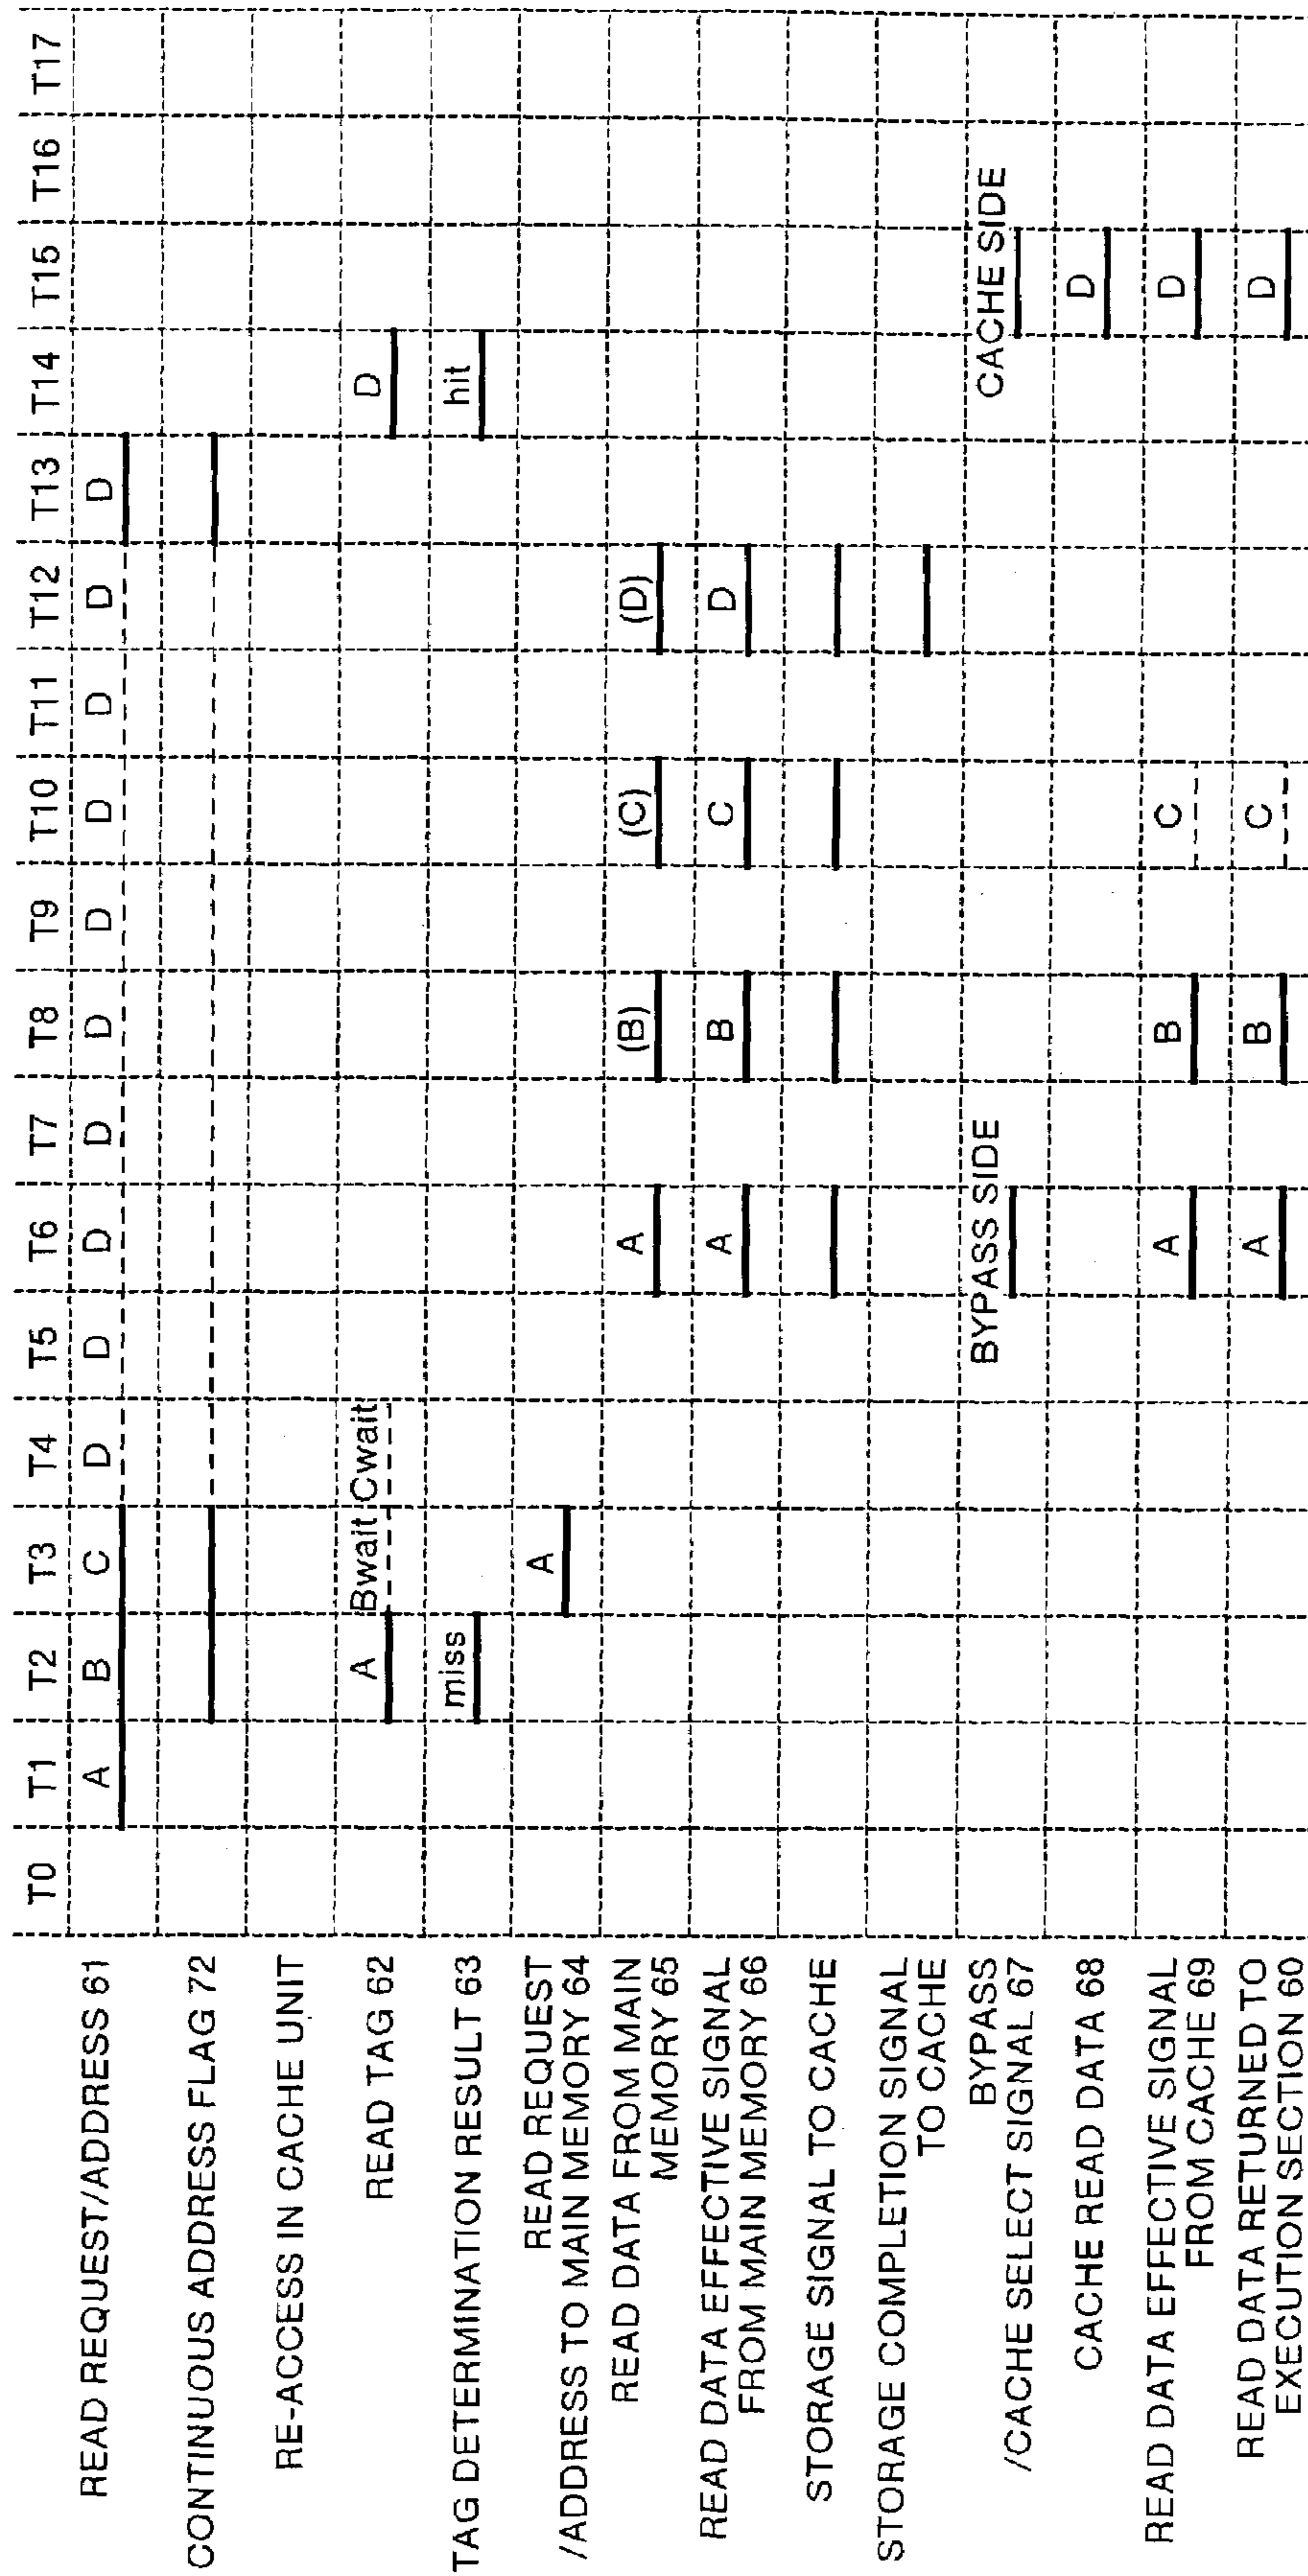 T0 T1 T2 T3 T4 T5 T6 T7 T8 T9 T10 T11 T12 T13 T14 T15 T16 T17
READ REQUEST/ADDRESS 61 A B C D D D D D D D D D D
CONTINUOUS ADDRESS FLAG 72
RE-ACCESS IN CACHE UNIT
READ TAG 62 A Bwait Cwait D
TAG DETERMINATION RESULT 63 miss hit
READ REQUEST
/ADDRESS TO MAIN MEMORY 64 A
READ DATA FROM MAIN
MEMORY 65 A (B) (C) (D)
READ DATA EFFECTIVE SIGNAL
FROM MAIN MEMORY 66 A B C D
STORAGE SIGNAL TO CACHE
STORAGE COMPLETION SIGNAL
TO CACHE
BYPASS
/CACHE SELECT SIGNAL 67 BYPASS SIDE CACHE SIDE
CACHE READ DATA 68 D
READ DATA EFFECTIVE SIGNAL
FROM CACHE 69 A B C D
READ DATA RETURNED TO
EXECUTION SECTION 60 A B C D